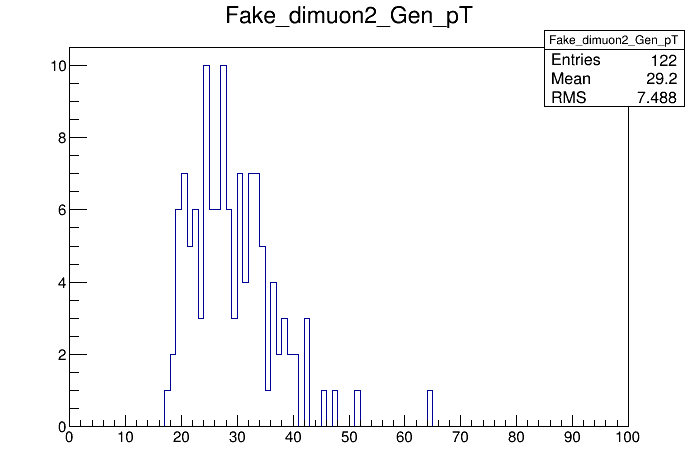 Fake_dimuon2_Gen_pT
Fake_dimuon2_Gen_pT
Entries 122
Mean 29.2
RMS 7.488
10
8
6
4
2
0
0 10 20 30 40 50 60 70 80 90 100